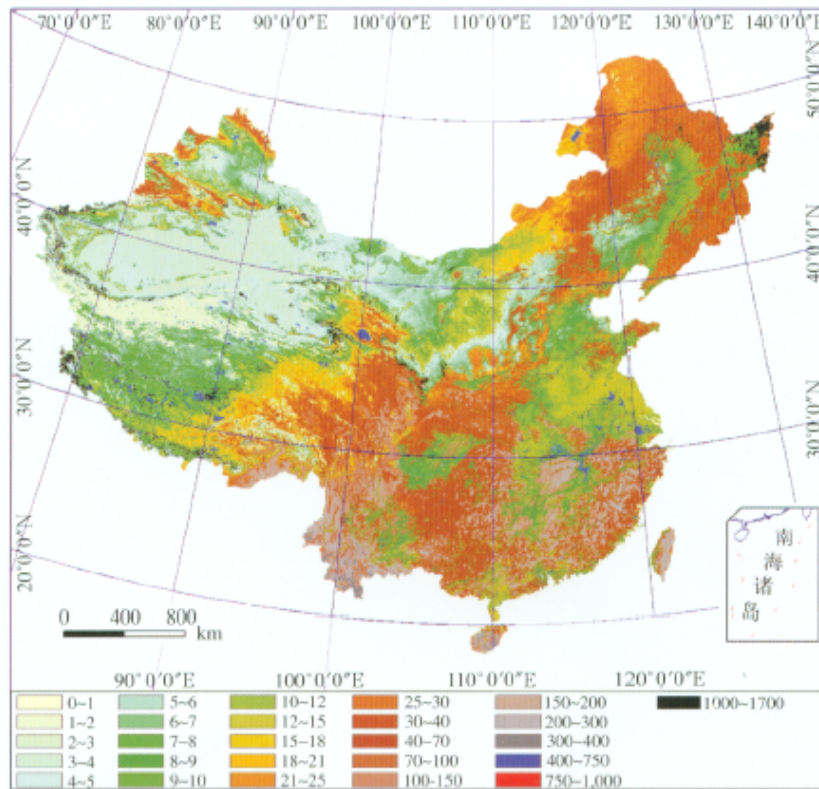 70°0′0″E 80°0′0″E 90°0′0″E 100°0′0″E 110°0′0″E 120°0′0″E 130°0′0″E 140°0′0″E
50°0′0″N
40°0′0″N
40°0′0″N
30°0′0″N
30°0′0″N
20°0′0″N
南
海
诸
岛
0 400 800
km
90°0′0″E 100°0′0″E 110°0′0″E 120°0′0″E
0~1 5~6 10~12 25~30 150~200 1000~1700
1~2 6~7 12~15 30~40 200~300
2~3 7~8 15~18 40~70 300~400
3~4 8~9 18~21 70~100 400~750
4~5 9~10 21~25 100-150 750~1,000